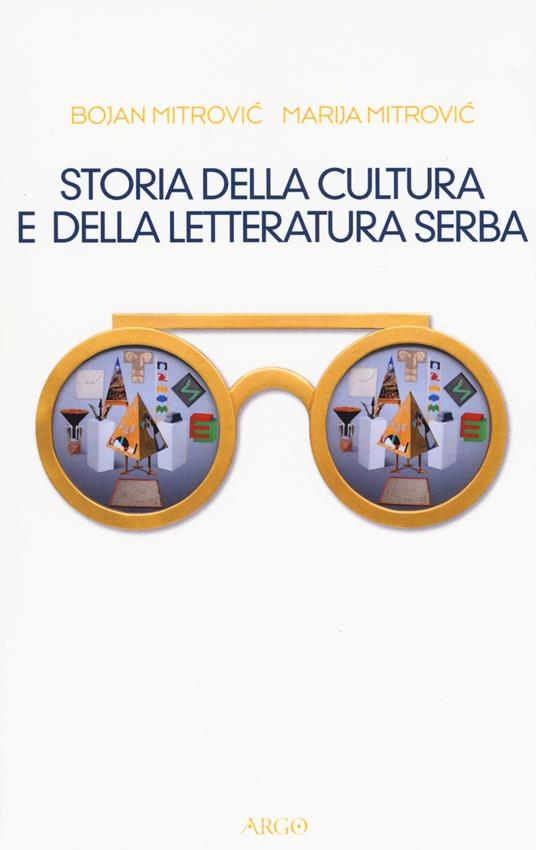 BOJAN MITROVIĆ MARIJA MITROVIĆ
STORIA DELLA CULTURA
E DELLA LETTERATURA SERBA
ARGO